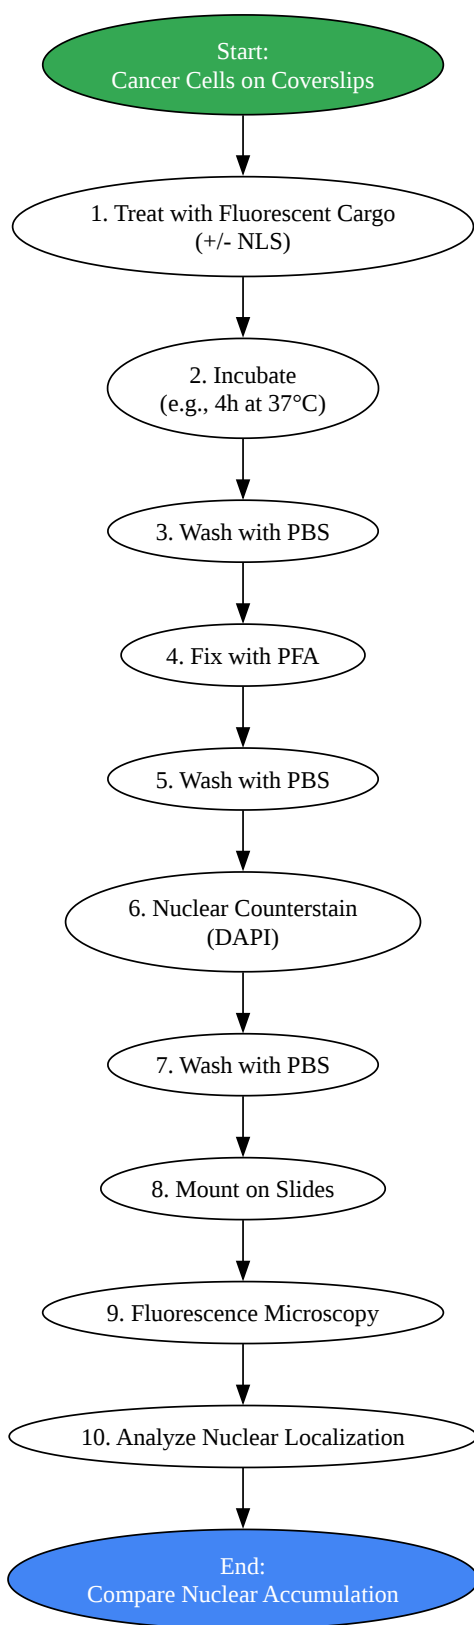 Start:
Cancer Cells on Coverslips
1. Treat with Fluorescent Cargo
(+/- NLS)
2. Incubate
(e.g., 4h at 37°C)
3. Wash with PBS
4. Fix with PFA
5. Wash with PBS
6. Nuclear Counterstain
(DAPI)
7. Wash with PBS
8. Mount on Slides
9. Fluorescence Microscopy
10. Analyze Nuclear Localization
End:
Compare Nuclear Accumulation